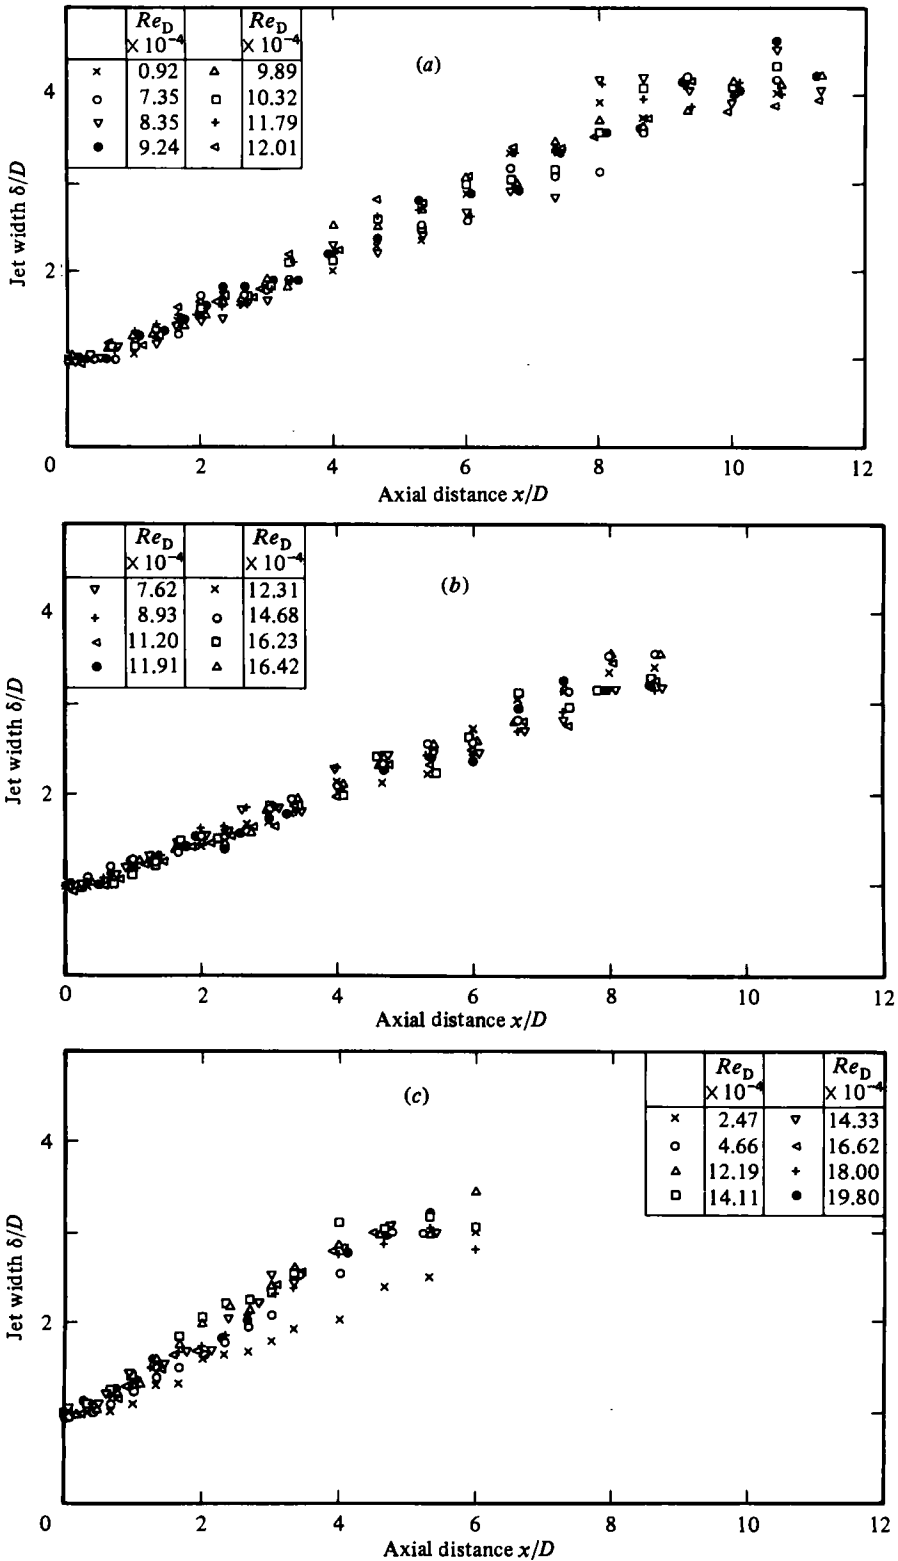 Re_D Re_D
× 10^-4 × 10^-4
× 0.92 △ 9.89
○ 7.35 □ 10.32
▽ 8.35 + 11.79
● 9.24 ◁ 12.01
(a)
Jet width δ/D
4
2
0 2 4 6 8 10 12
Axial distance x/D
Re_D Re_D
× 10^-4 × 10^-4
▽ 7.62 × 12.31
+ 8.93 ○ 14.68
◁ 11.20 □ 16.23
● 11.91 △ 16.42
(b)
Jet width δ/D
4
2
0 2 4 6 8 10 12
Axial distance x/D
(c)
Re_D Re_D
× 10^-4 × 10^-4
× 2.47 ▽ 14.33
○ 4.66 ◁ 16.62
△ 12.19 + 18.00
□ 14.11 ● 19.80
Jet width δ/D
4
2
0 2 4 6 8 10 12
Axial distance x/D